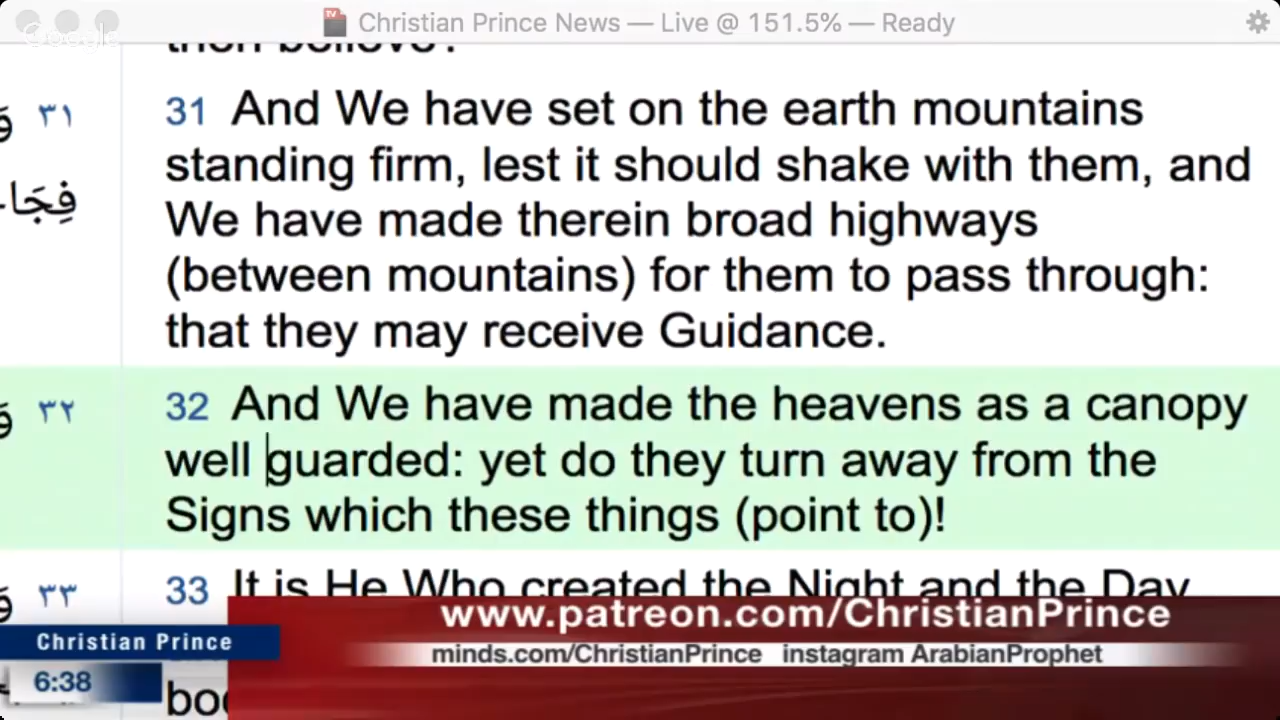 Christian Prince News — Live @ 151.5% — Ready
Google
then believe?
٣١
31 And We have set on the earth mountains
standing firm, lest it should shake with them, and
We have made therein broad highways
(between mountains) for them to pass through:
that they may receive Guidance.
٣٢
32 And We have made the heavens as a canopy
well guarded: yet do they turn away from the
Signs which these things (point to)!
٣٣
33 It is He Who created the Night and the Day
www.patreon.com/ChristianPrince
Christian Prince
minds.com/ChristianPrince instagram ArabianProphet
6:38